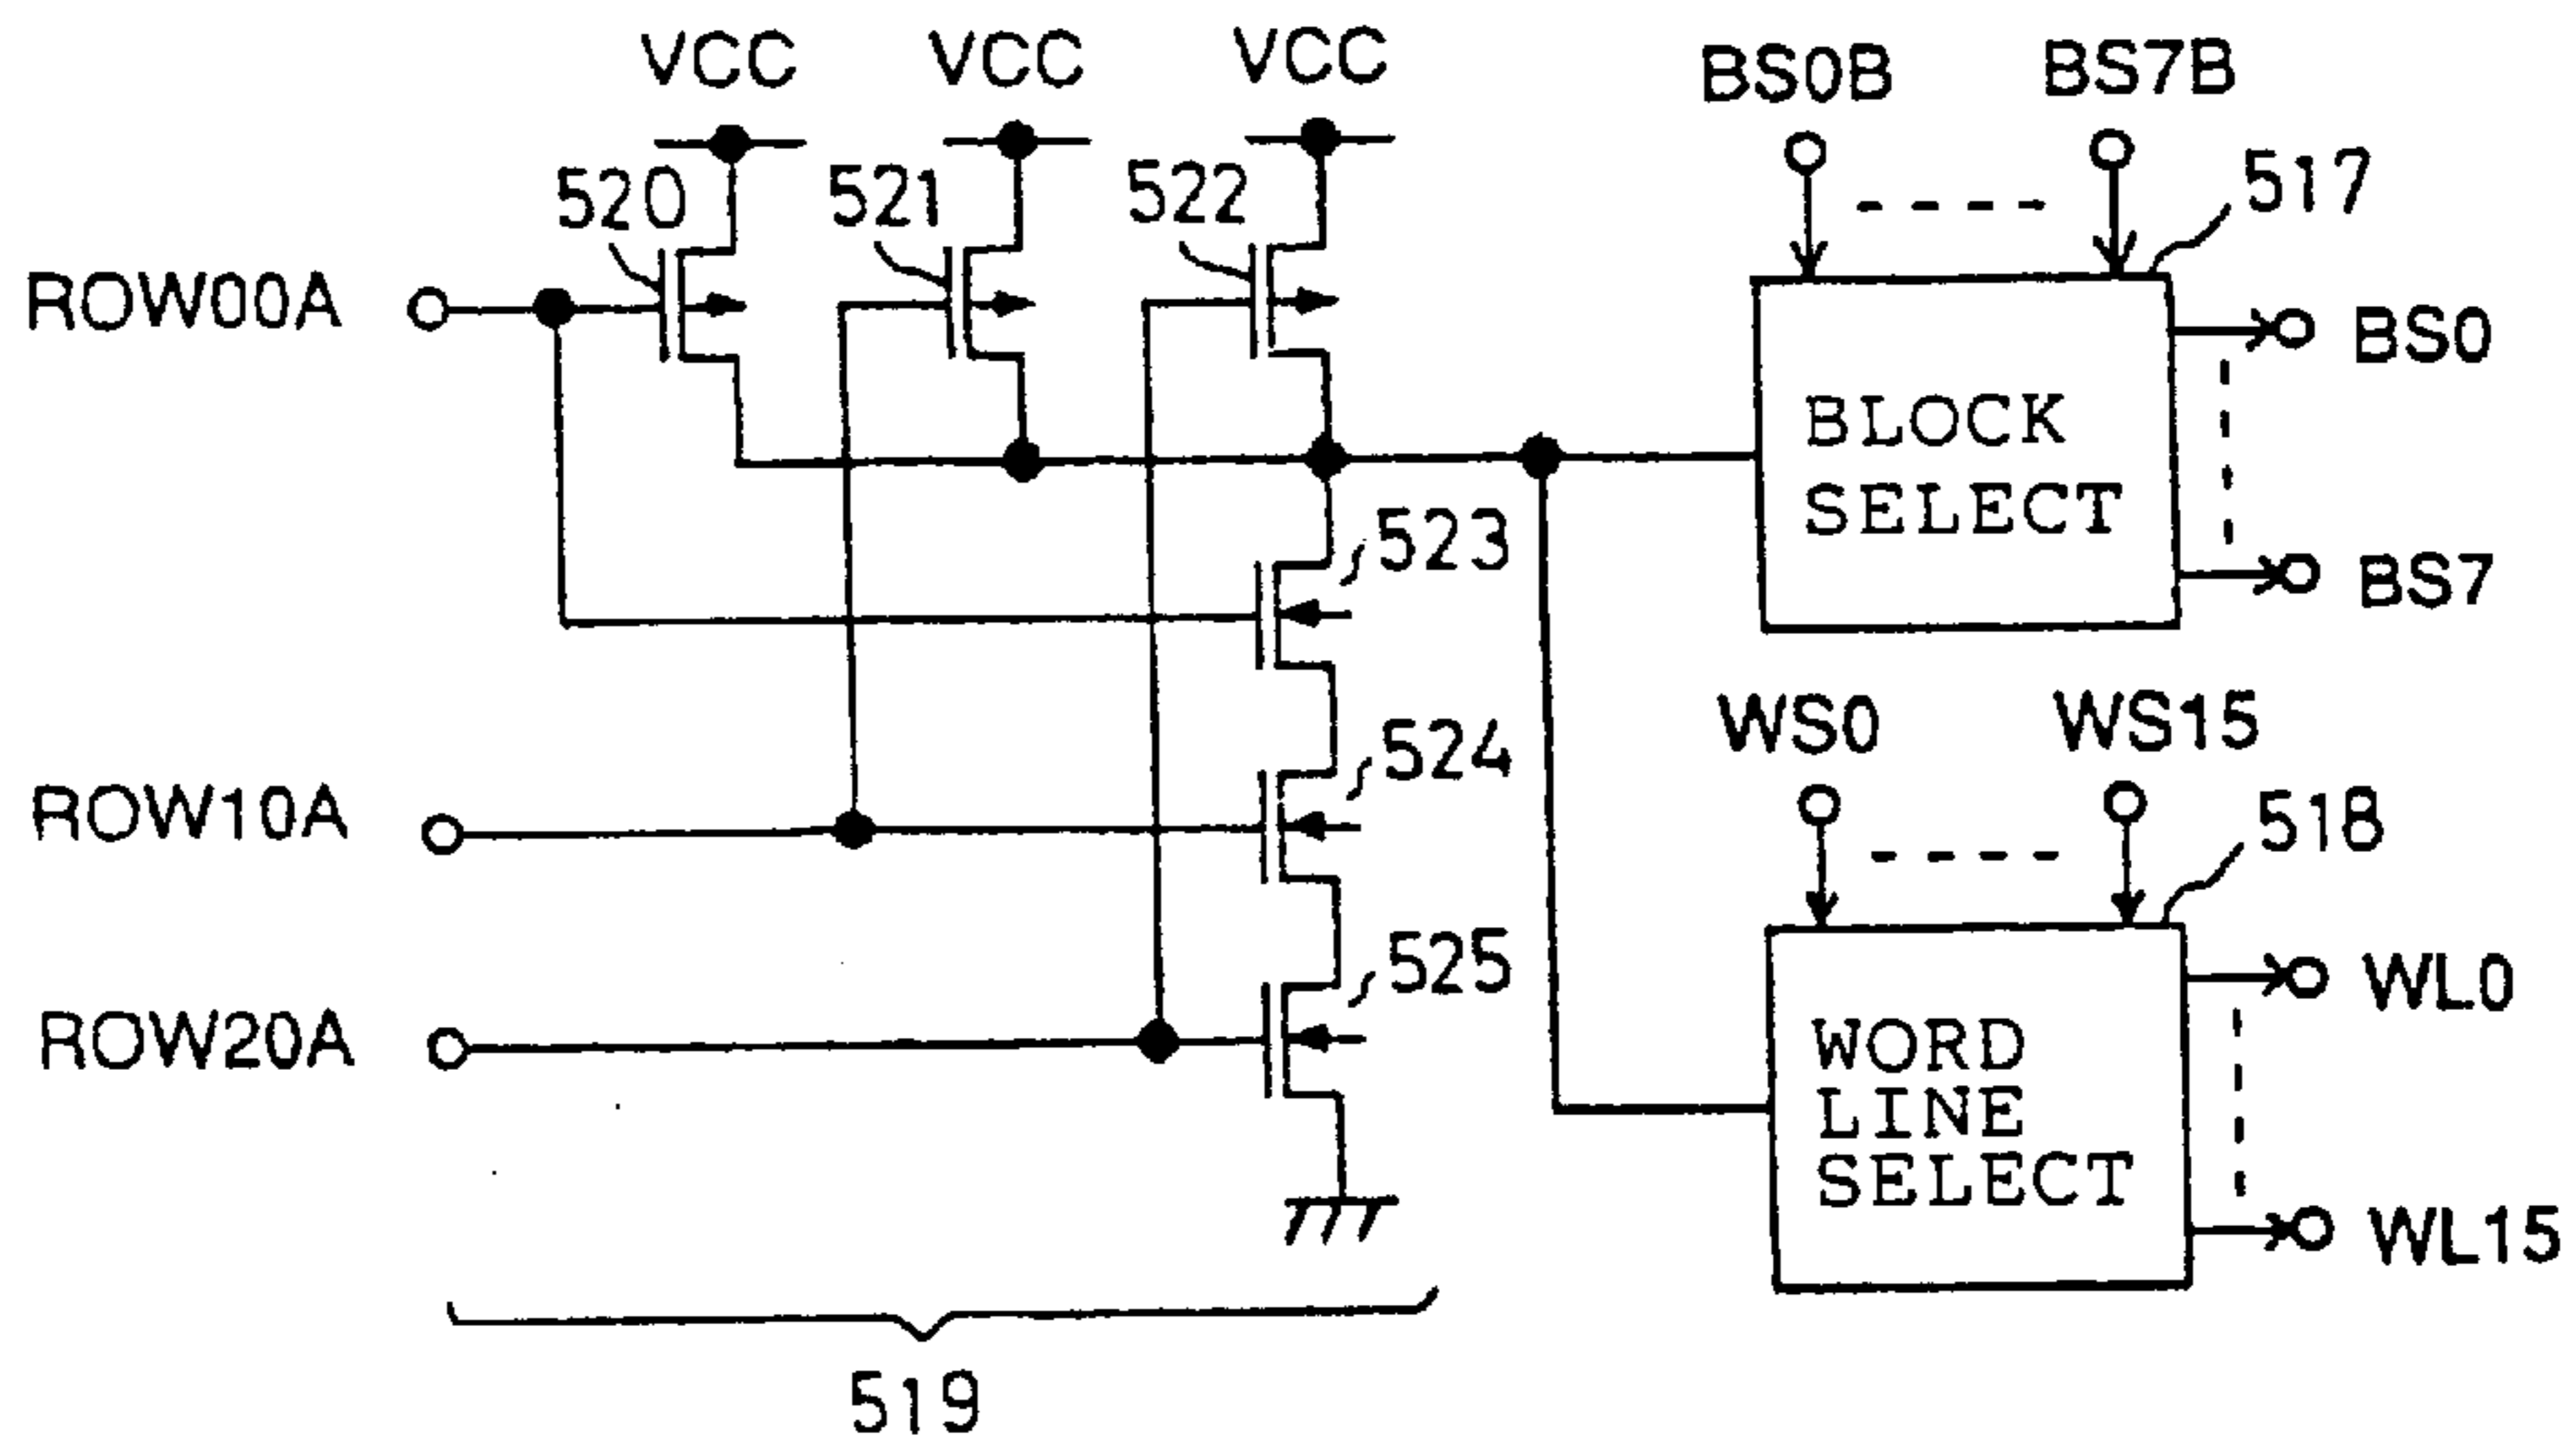 VCC VCC VCC
BS0B BS7B
520 521 522 517
ROW00A
BS0
BLOCK
SELECT
523
BS7
WS0 WS15
524
ROW10A
518
525
WL0
ROW20A
WORD
LINE
SELECT
WL15
519